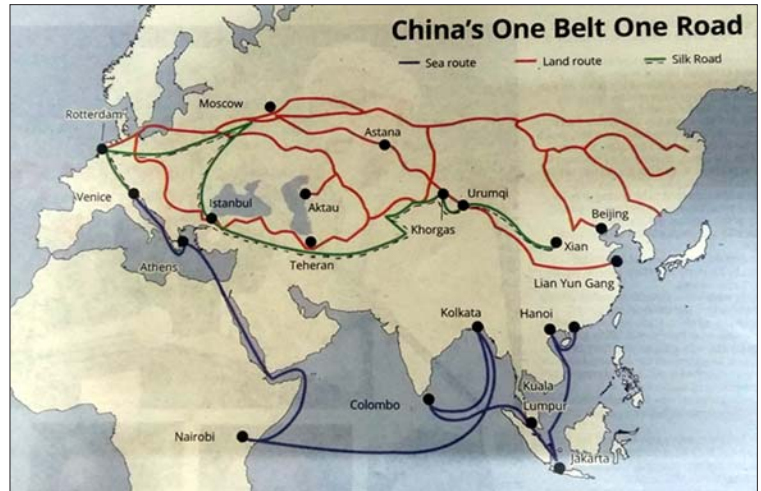 China's One Belt One Road
Sea route
Land route
Silk Road
Moscow
Rotterdam
Astana
Venice
Istanbul
Aktau
Urumqi
Khorgas
Beijing
Xian
Athens
Teheran
Lian Yun Gang
Kolkata
Hanoi
Colombo
Kuala
Lumpur
Nairobi
Jakarta